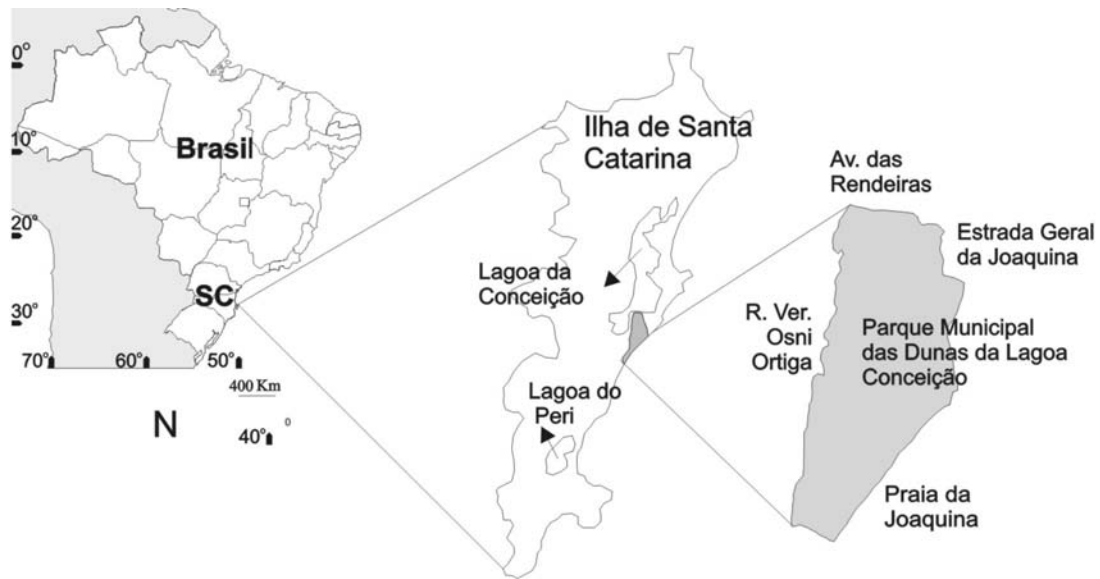 0°
10°
20°
30°
Brasil
SC
70°
60°
50°
400 Km
N
40°
0
Ilha de Santa
Catarina
Lagoa da
Conceição
Lagoa do
Peri
Av. das
Rendeiras
Estrada Geral
da Joaquina
R. Ver.
Osni
Ortiga
Parque Municipal
das Dunas da Lagoa
Conceição
Praia da
Joaquina